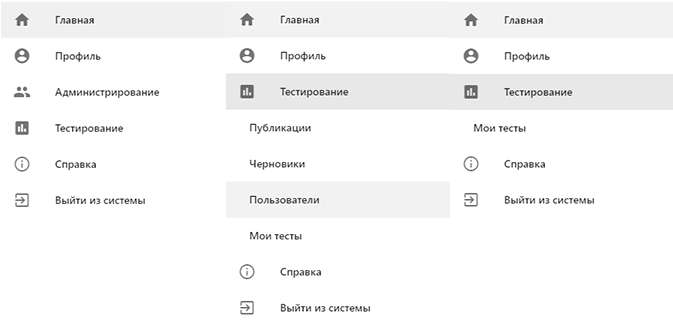 Главная
Профиль
Администрирование
Тестирование
Справка
Выйти из системы
Главная
Профиль
Тестирование
Публикации
Черновики
Пользователи
Мои тесты
Справка
Выйти из системы
Главная
Профиль
Тестирование
Мои тесты
Справка
Выйти из системы